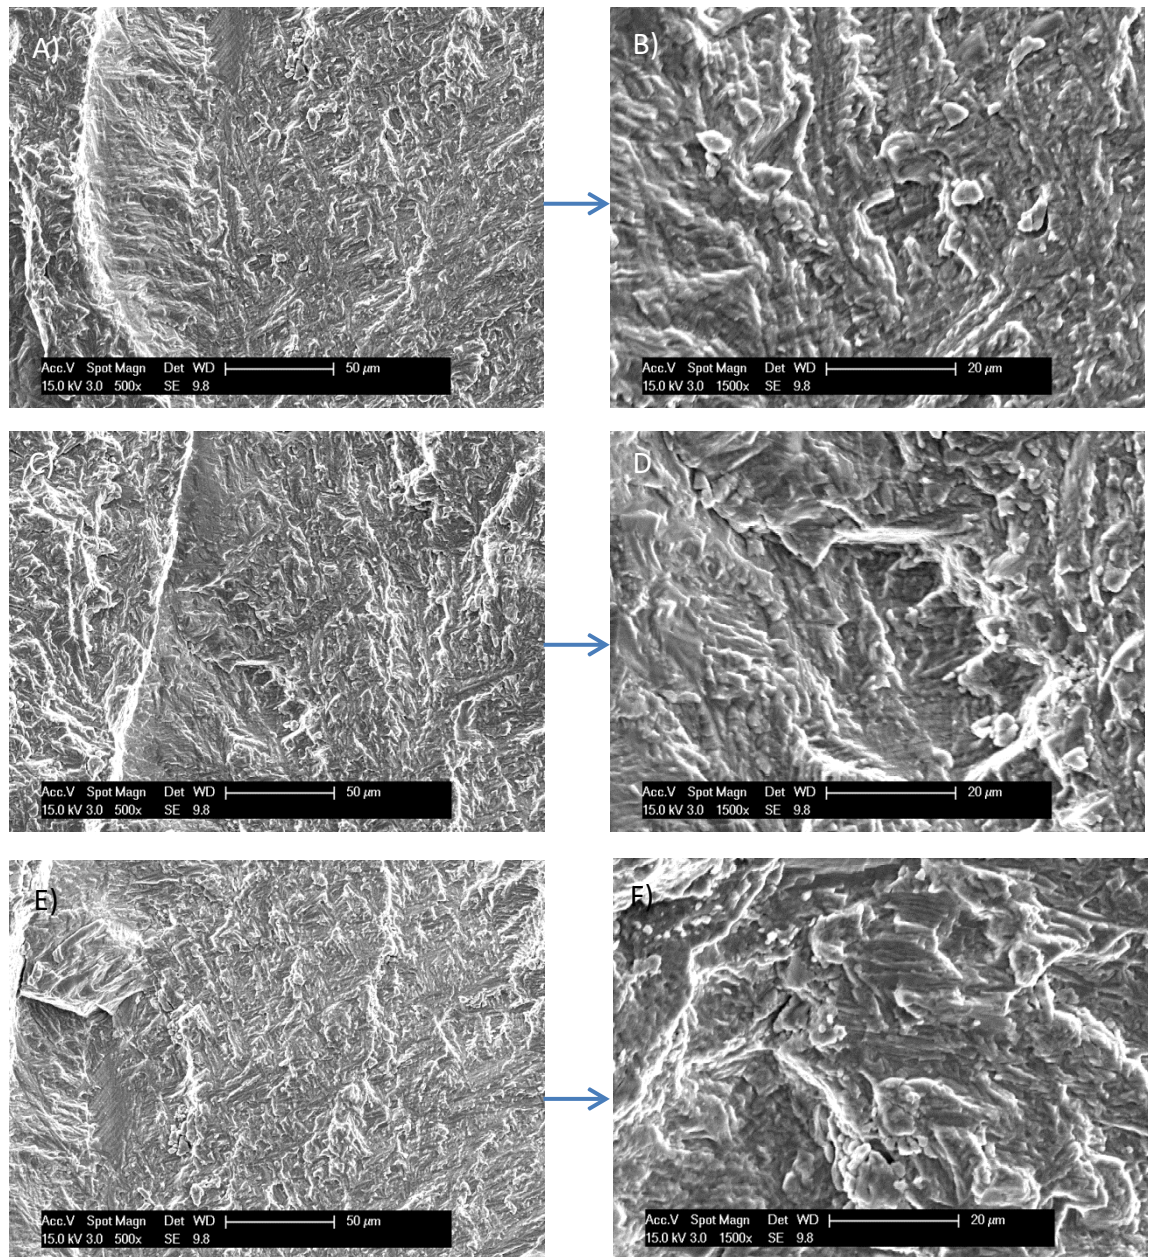 A)
B)
Acc.V Spot Magn Det WD 50 µm
15.0 kV 3.0 500x SE 9.8
Acc.V Spot Magn Det WD 20 µm
15.0 kV 3.0 1500x SE 9.8
C)
D
Acc.V Spot Magn Det WD 50 µm
15.0 kV 3.0 500x SE 9.8
Acc.V Spot Magn Det WD 20 µm
15.0 kV 3.0 1500x SE 9.8
E)
F)
Acc.V Spot Magn Det WD 50 µm
15.0 kV 3.0 500x SE 9.8
Acc.V Spot Magn Det WD 20 µm
15.0 kV 3.0 1500x SE 9.8